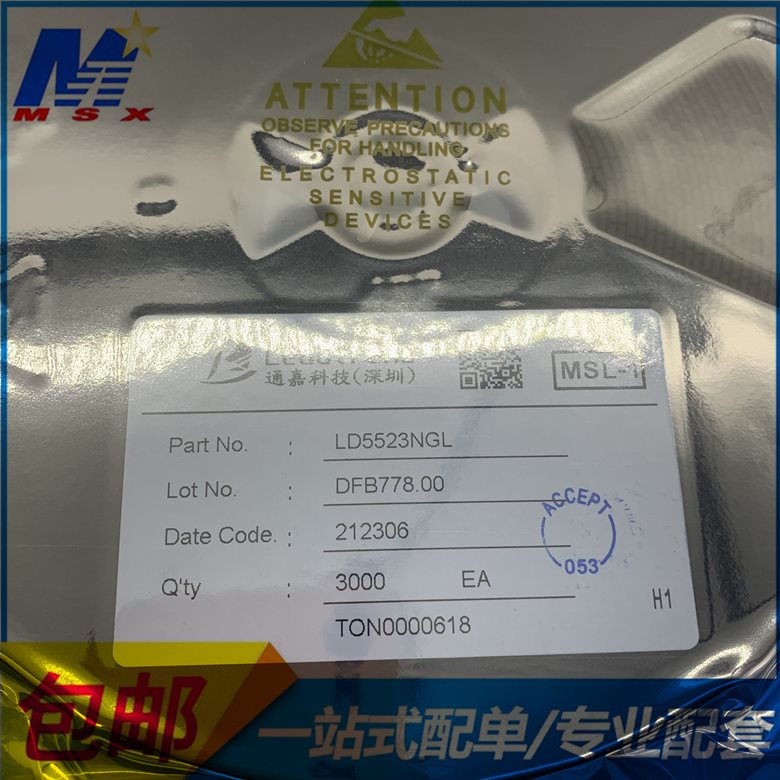 MSX
ATTENTION
OBSERVE PRECAUTIONS
FOR HANDLING
ELECTROSTATIC
SENSITIVE
DEVICES
通嘉科技(深圳)
MSL-1
Part No. : LD5523NGL
Lot No. : DFB778.00
Date Code. : 212306
Q'ty : 3000 EA
TON0000618
ACCEPT
053
H1
包邮
一站式配单/专业配套